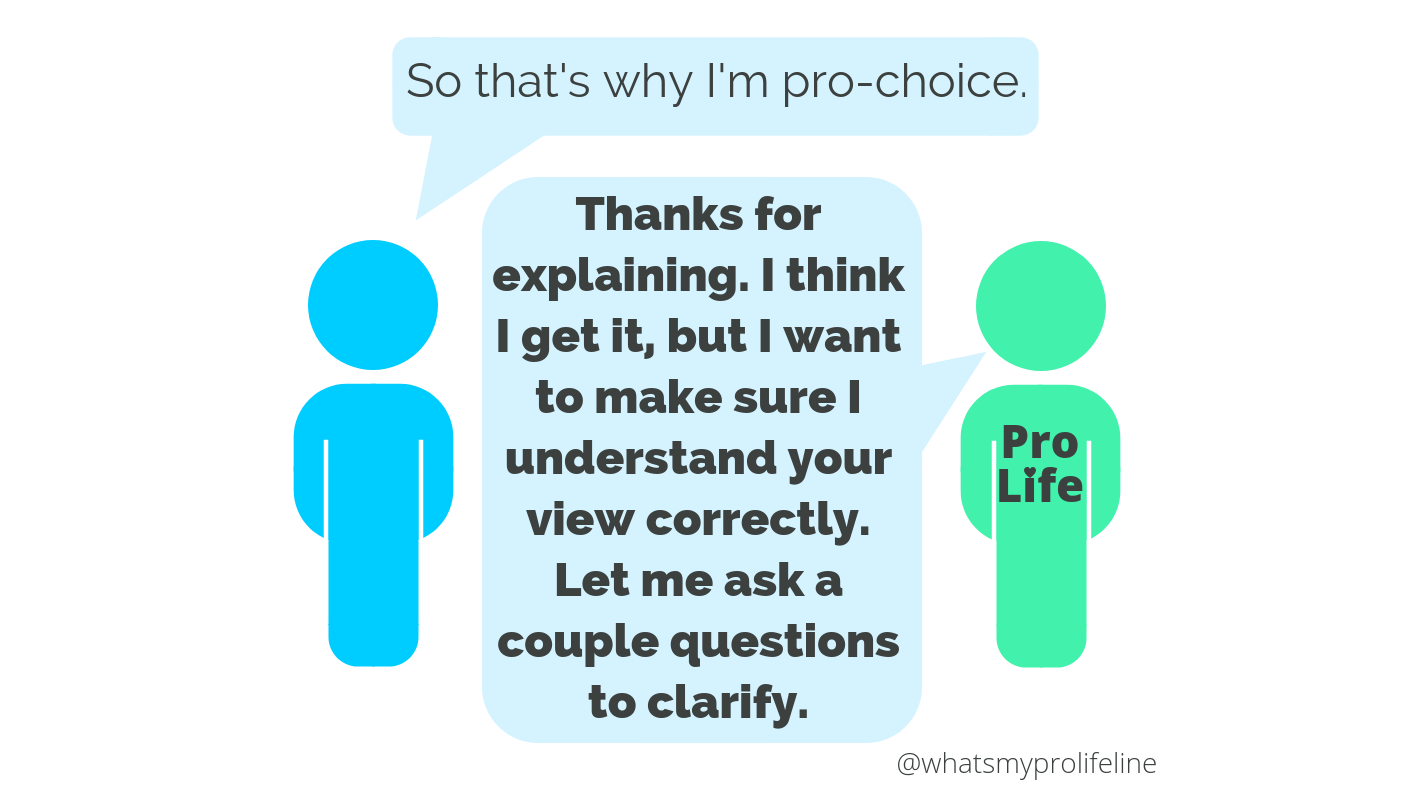 So that's why I'm pro-choice.
Thanks for
explaining. I think
I get it, but I want
to make sure I
understand your
view correctly.
Let me ask a
couple questions
to clarify.
Pro
Life
@whatsmyprolifeline